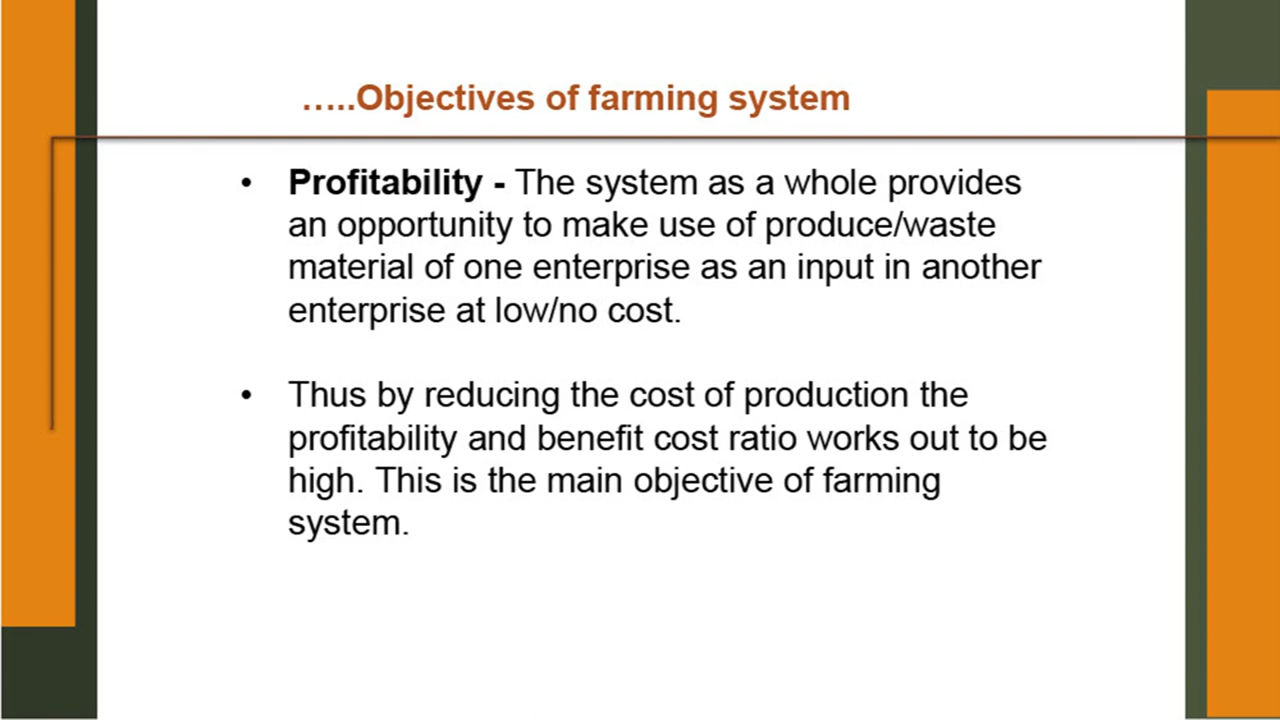 …..Objectives of farming system
• Profitability - The system as a whole provides
an opportunity to make use of produce/waste
material of one enterprise as an input in another
enterprise at low/no cost.
• Thus by reducing the cost of production the
profitability and benefit cost ratio works out to be
high. This is the main objective of farming
system.